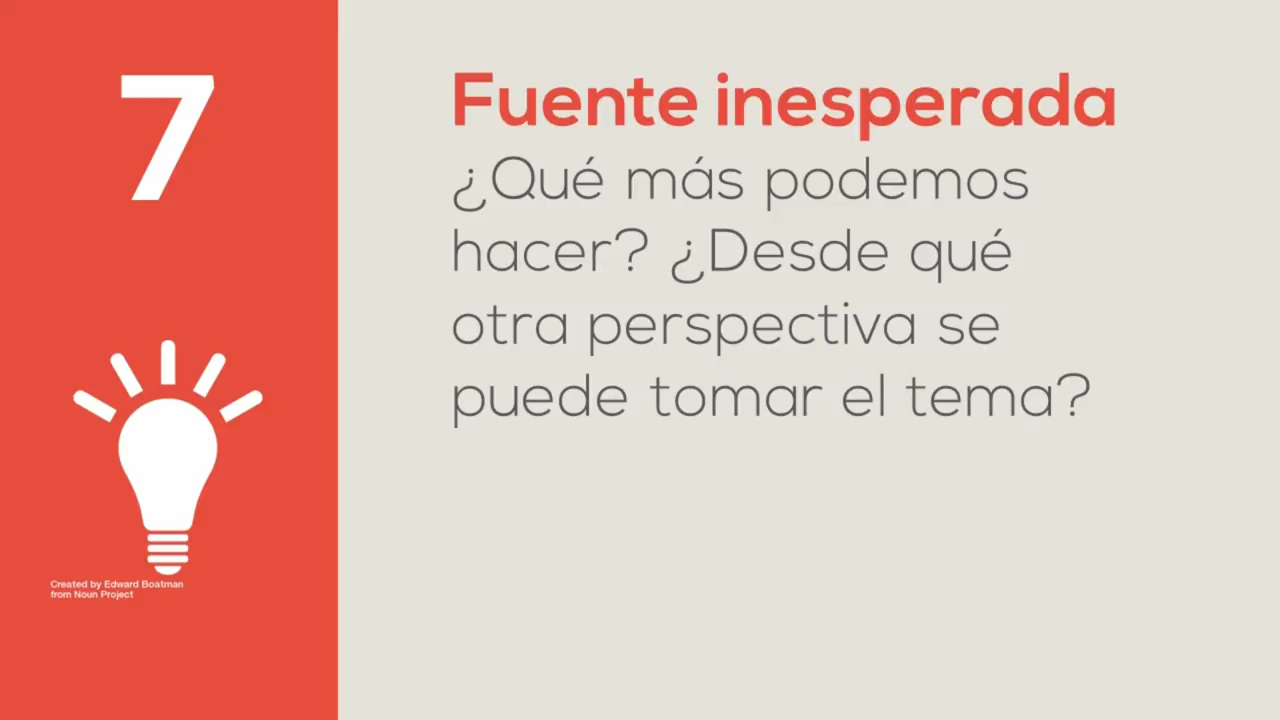 7
Fuente inesperada
¿Qué más podemos
hacer? ¿Desde qué
otra perspectiva se
puede tomar el tema?
Created by Edward Boatman
from Noun Project